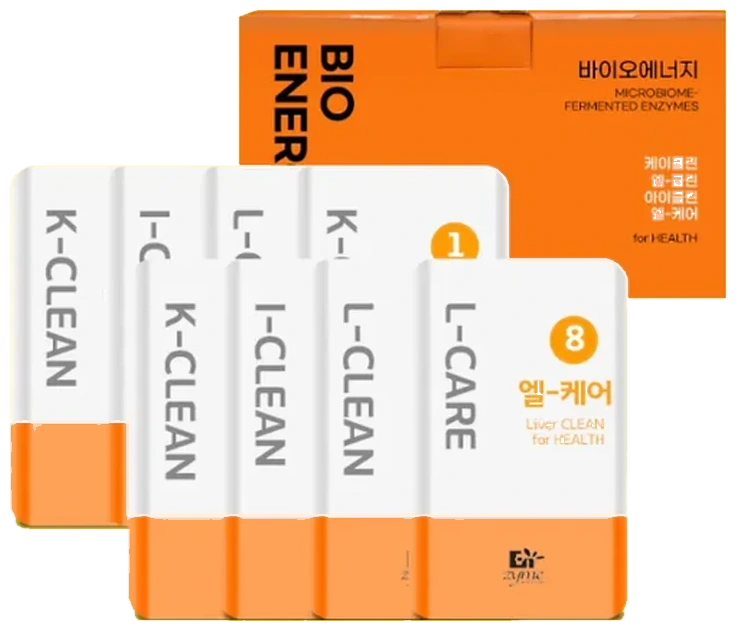 BIO
ENER
바이오에너지
MICROBIOME-
FERMENTED ENZYMES
케이클린
엘-클린
아이클린
엘-케어
for HEALTH
K-CLEAN
I-C
L-
K-
1
K-CLEAN
I-CLEAN
L-CLEAN
L-CARE
8
엘-케어
Liver CLEAN
for HEALTH
zyme